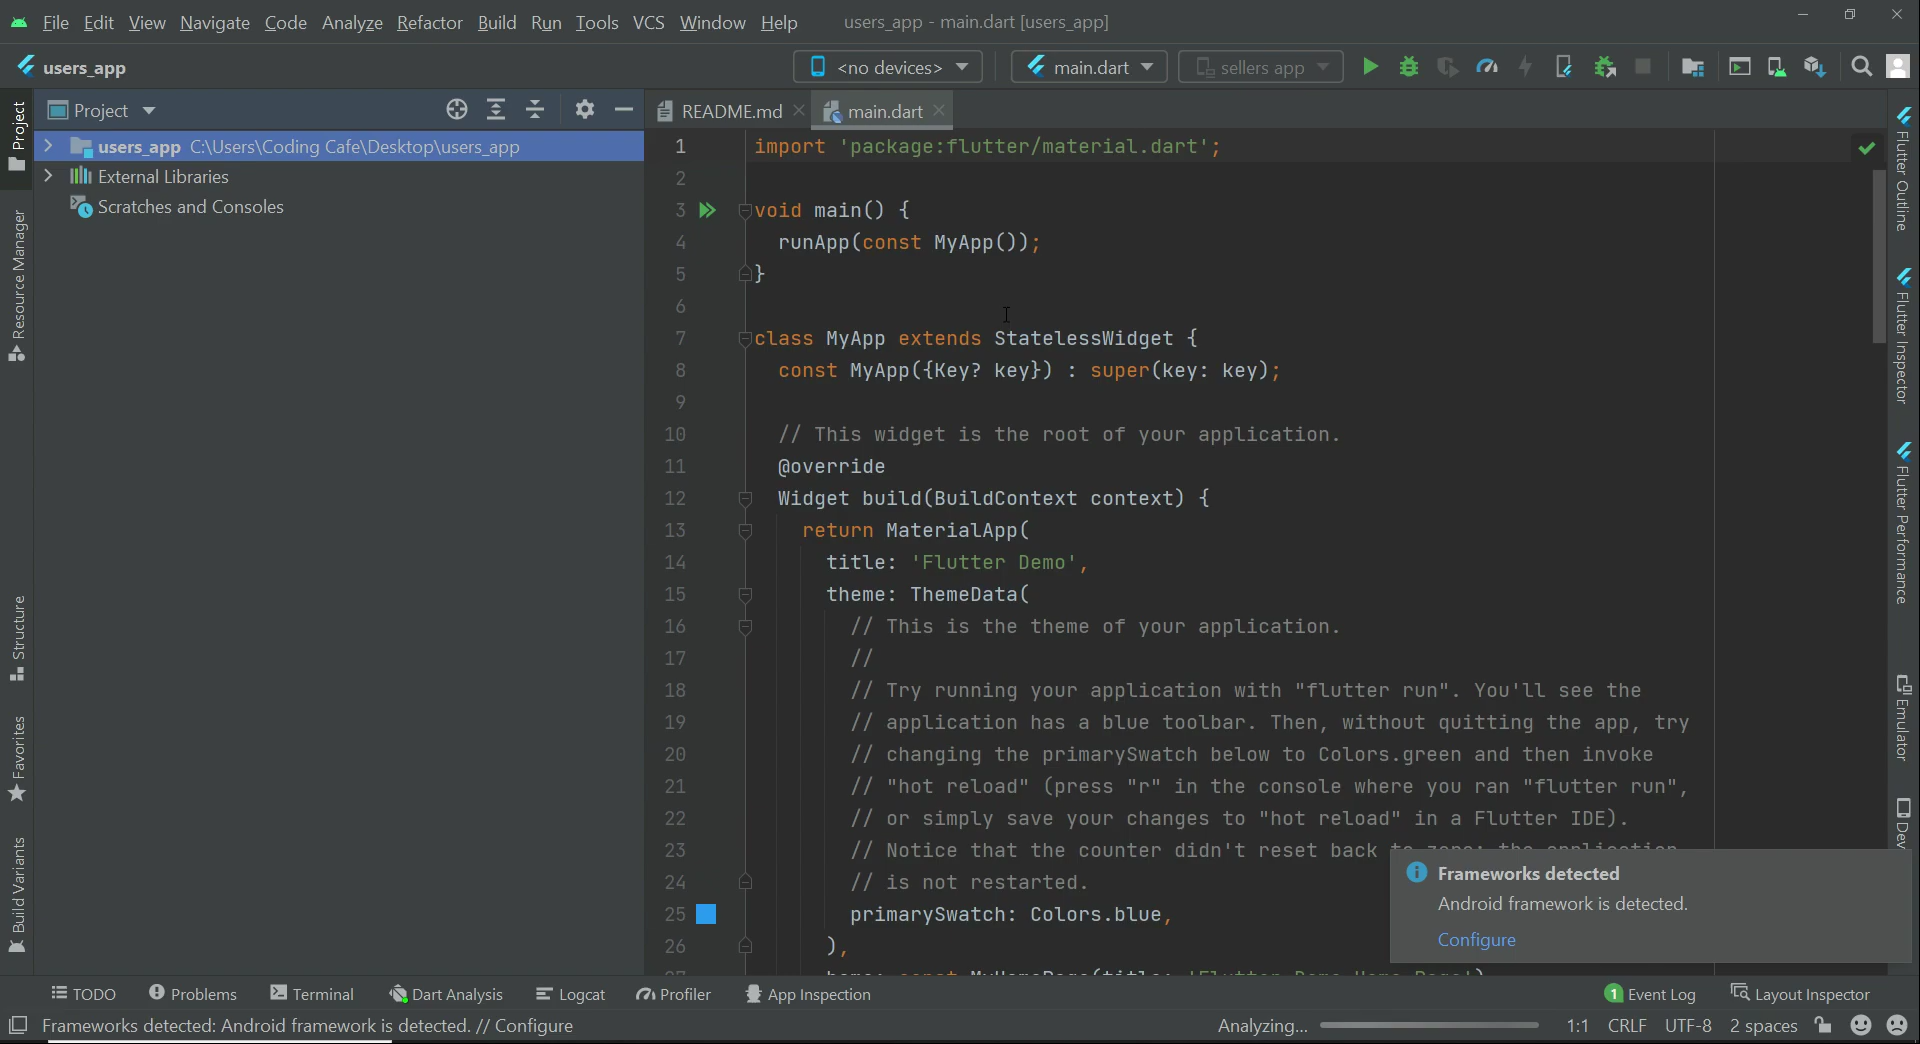 File Edit View Navigate Code Analyze Refactor Build Run Tools VCS Window Help users_app - main.dart [users_app]
users_app <no devices> main.dart sellers app
Project README.md main.dart
users_app C:\Users\Coding Cafe\Desktop\users_app
External Libraries
Scratches and Consoles
Project
Resource Manager
Structure
Favorites
Build Variants
1 import 'package:flutter/material.dart';
2
3 void main() {
4 runApp(const MyApp());
5 }
6
7 class MyApp extends StatelessWidget {
8 const MyApp({Key? key}) : super(key: key);
9
10 // This widget is the root of your application.
11 @override
12 Widget build(BuildContext context) {
13 return MaterialApp(
14 title: 'Flutter Demo',
15 theme: ThemeData(
16 // This is the theme of your application.
17 //
18 // Try running your application with "flutter run". You'll see the
19 // application has a blue toolbar. Then, without quitting the app, try
20 // changing the primarySwatch below to Colors.green and then invoke
21 // "hot reload" (press "r" in the console where you ran "flutter run",
22 // or simply save your changes to "hot reload" in a Flutter IDE).
23 // Notice that the counter didn't reset back to zero; the application
24 // is not restarted.
25 primarySwatch: Colors.blue,
26 ),
27 home: const MyHomePage(title: 'Flutter Demo Home Page')
Flutter Outline
Flutter Inspector
Flutter Performance
Emulator
Dev
Frameworks detected
Android framework is detected.
Configure
TODO Problems Terminal Dart Analysis Logcat Profiler App Inspection 1 Event Log Layout Inspector
Frameworks detected: Android framework is detected. // Configure Analyzing... 1:1 CRLF UTF-8 2 spaces